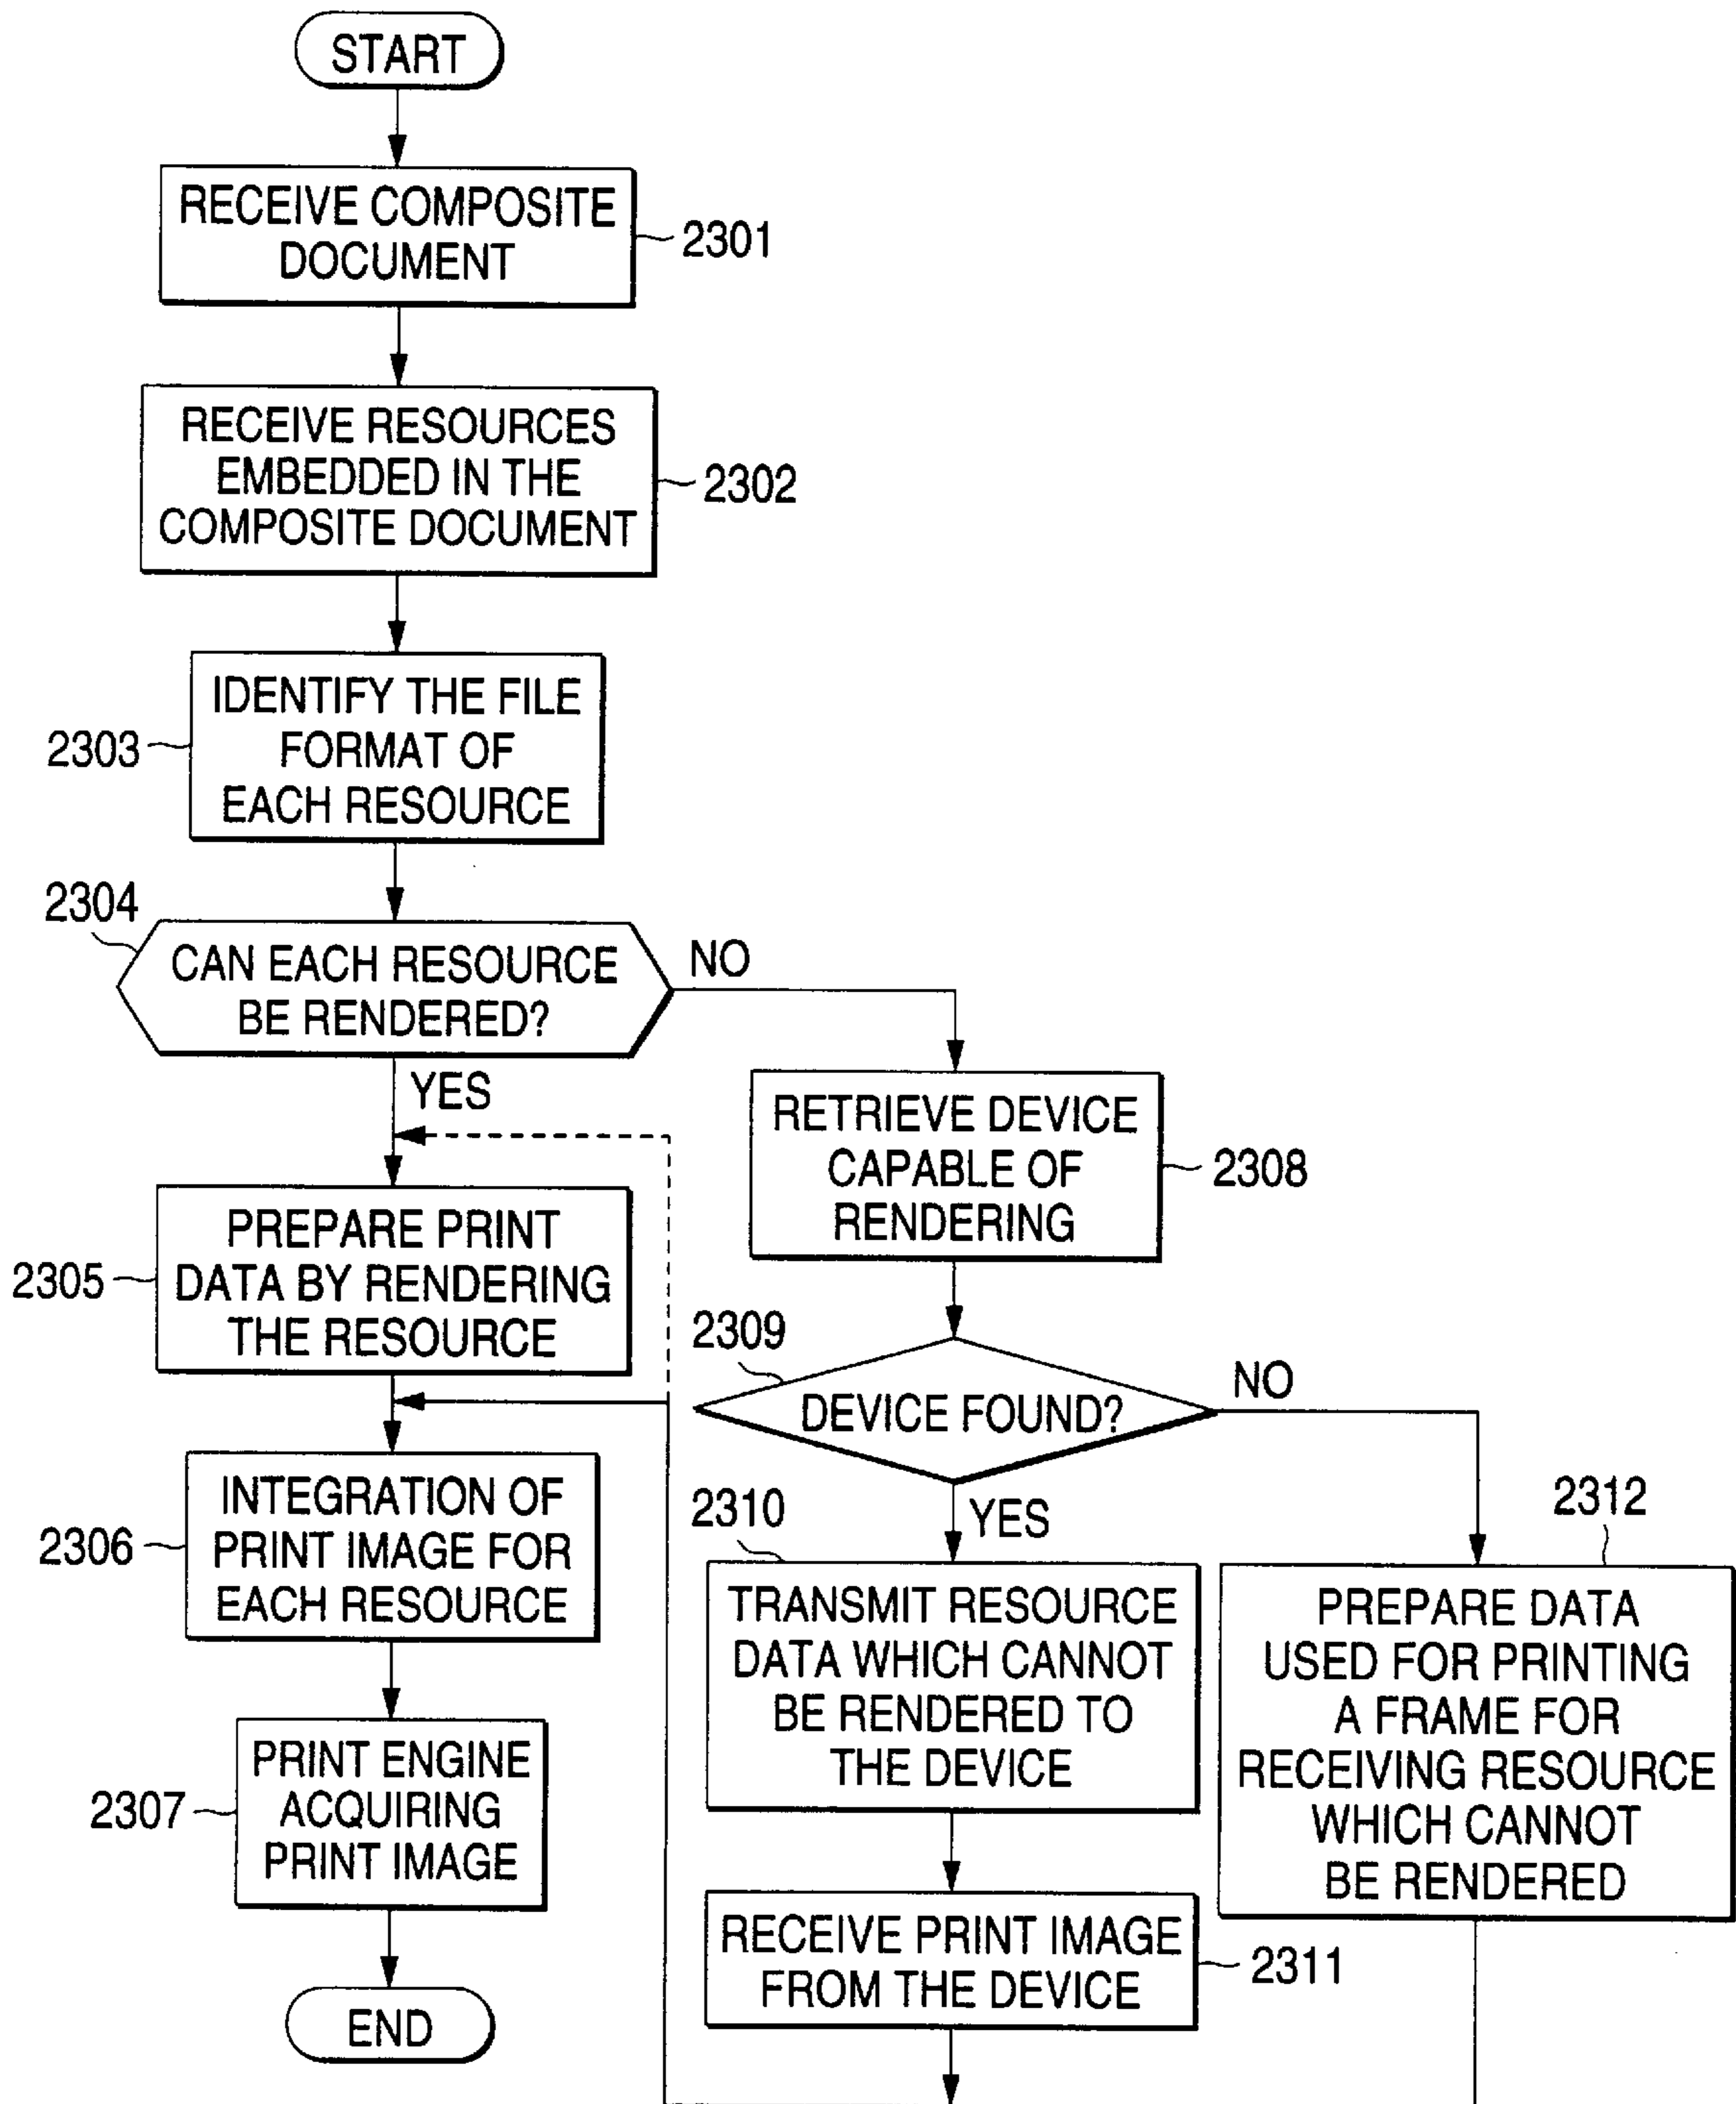 START
RECEIVE COMPOSITE
DOCUMENT
2301
RECEIVE RESOURCES
EMBEDDED IN THE
COMPOSITE DOCUMENT
2302
IDENTIFY THE FILE
FORMAT OF
EACH RESOURCE
2303
2304
CAN EACH RESOURCE
BE RENDERED?
NO
YES
PREPARE PRINT
DATA BY RENDERING
THE RESOURCE
2305
INTEGRATION OF
PRINT IMAGE FOR
EACH RESOURCE
2306
PRINT ENGINE
ACQUIRING
PRINT IMAGE
2307
END
RETRIEVE DEVICE
CAPABLE OF
RENDERING
2308
2309
DEVICE FOUND?
NO
YES
2310
TRANSMIT RESOURCE
DATA WHICH CANNOT
BE RENDERED TO
THE DEVICE
RECEIVE PRINT IMAGE
FROM THE DEVICE
2311
2312
PREPARE DATA
USED FOR PRINTING
A FRAME FOR
RECEIVING RESOURCE
WHICH CANNOT
BE RENDERED